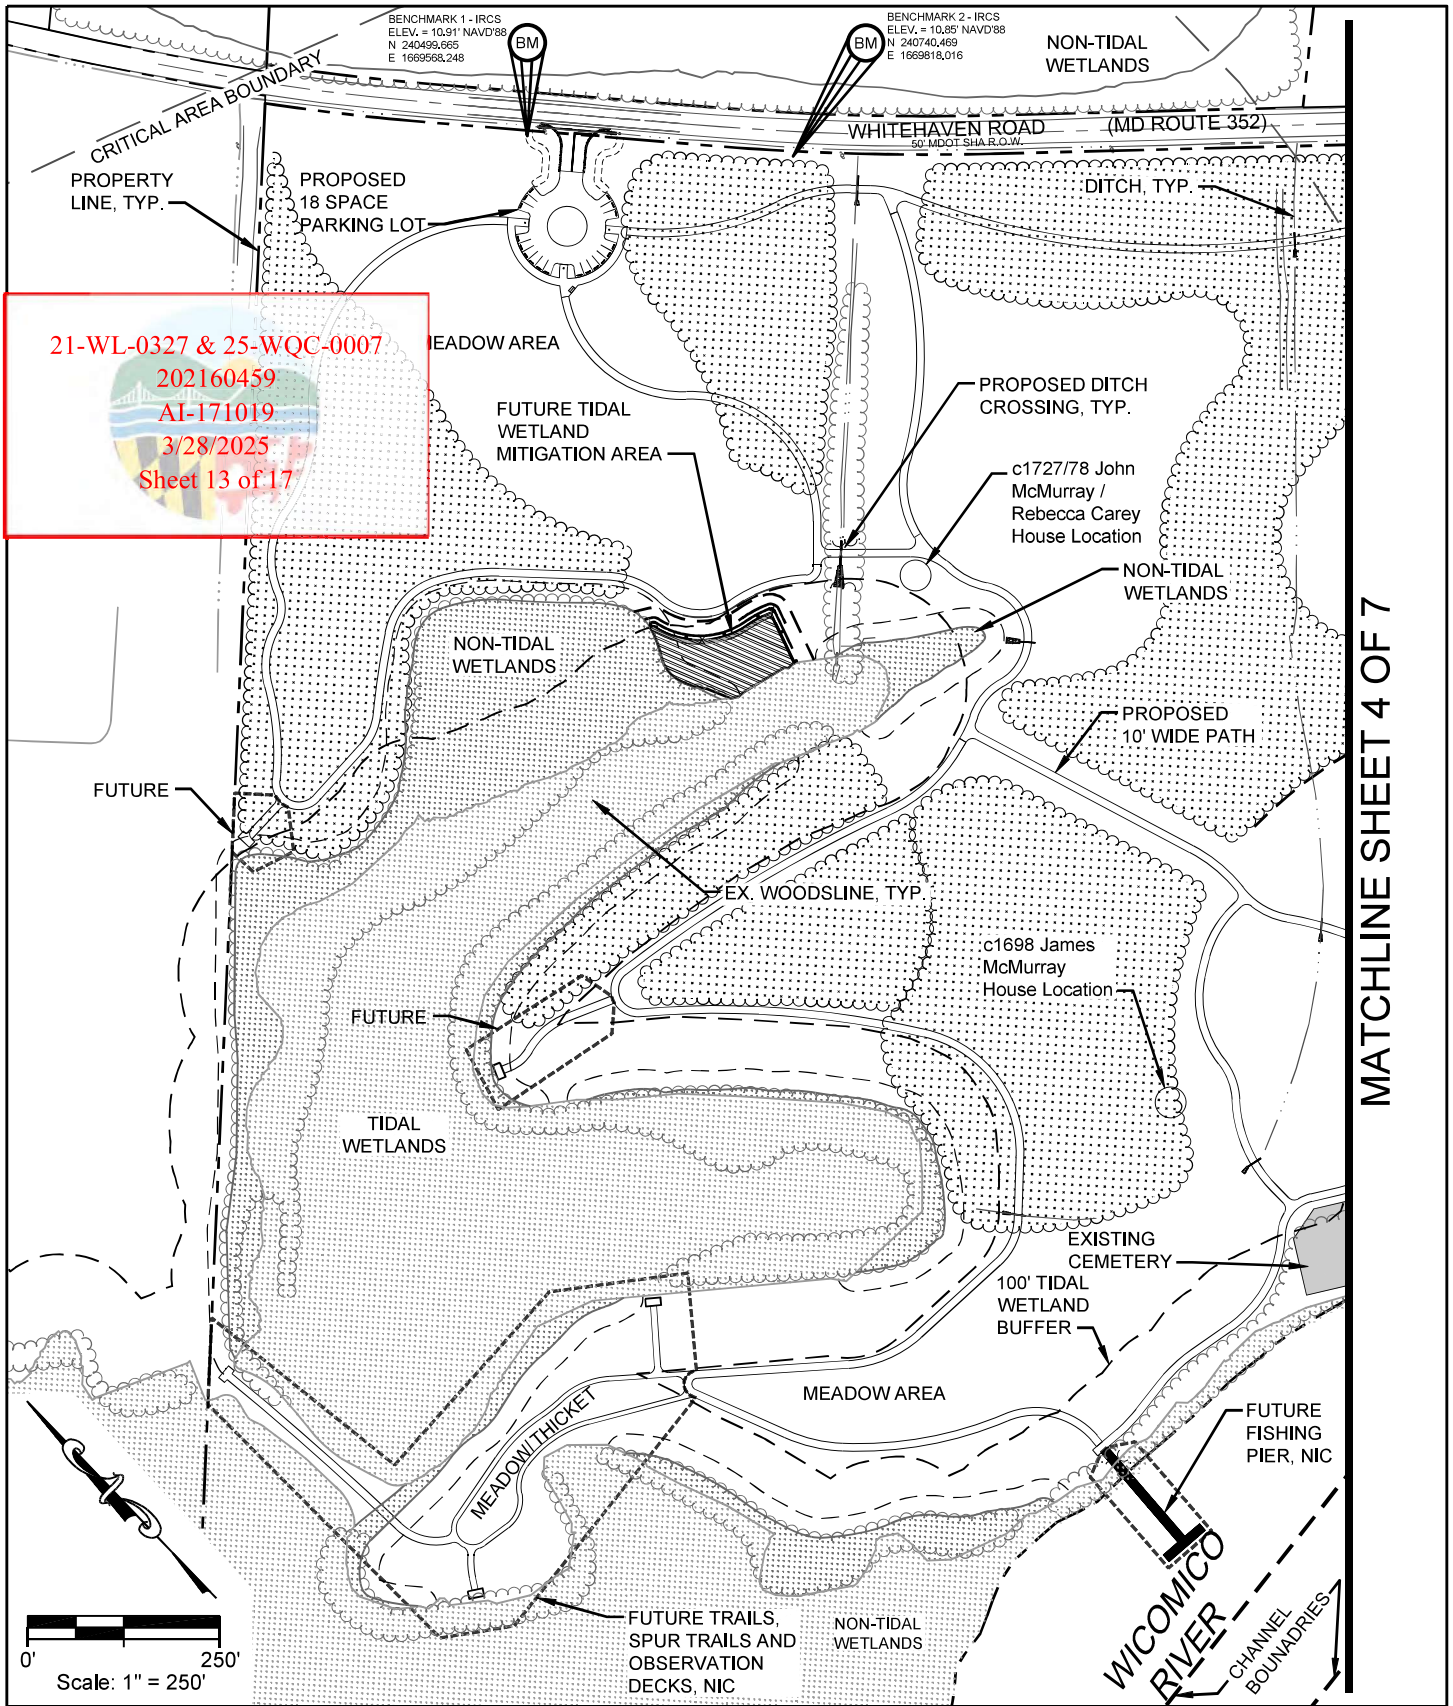 BENCHMARK 1 - IRCS
ELEV. = 10.91' NAVD'88
N 240499.665
E 1669568.248
BM
BENCHMARK 2 - IRCS
ELEV. = 10.85' NAVD'88
N 240740.469
E 1669818.016
BM
NON-TIDAL
WETLANDS
CRITICAL AREA BOUNDARY
WHITEHAVEN ROAD
(MD ROUTE 352)
50' MDOT SHA R.O.W.
PROPERTY
LINE, TYP.
PROPOSED
18 SPACE
PARKING LOT
DITCH, TYP.
21-WL-0327 & 25-WQC-0007
202160459
AI-171019
3/28/2025
Sheet 13 of 17
EADOW AREA
FUTURE TIDAL
WETLAND
MITIGATION AREA
PROPOSED DITCH
CROSSING, TYP.
c1727/78 John
McMurray /
Rebecca Carey
House Location
NON-TIDAL
WETLANDS
NON-TIDAL
WETLANDS
PROPOSED
10' WIDE PATH
FUTURE
EX. WOODSLINE, TYP
c1698 James
McMurray
House Location
FUTURE
TIDAL
WETLANDS
EXISTING
CEMETERY
100' TIDAL
WETLAND
BUFFER
MEADOW AREA
MEADOW/THICKET
FUTURE
FISHING
PIER, NIC
FUTURE TRAILS,
SPUR TRAILS AND
OBSERVATION
DECKS, NIC
NON-TIDAL
WETLANDS
WICOMICO
RIVER
CHANNEL
BOUNADRIES
0'
250'
Scale: 1" = 250'
MATCHLINE SHEET 4 OF 7